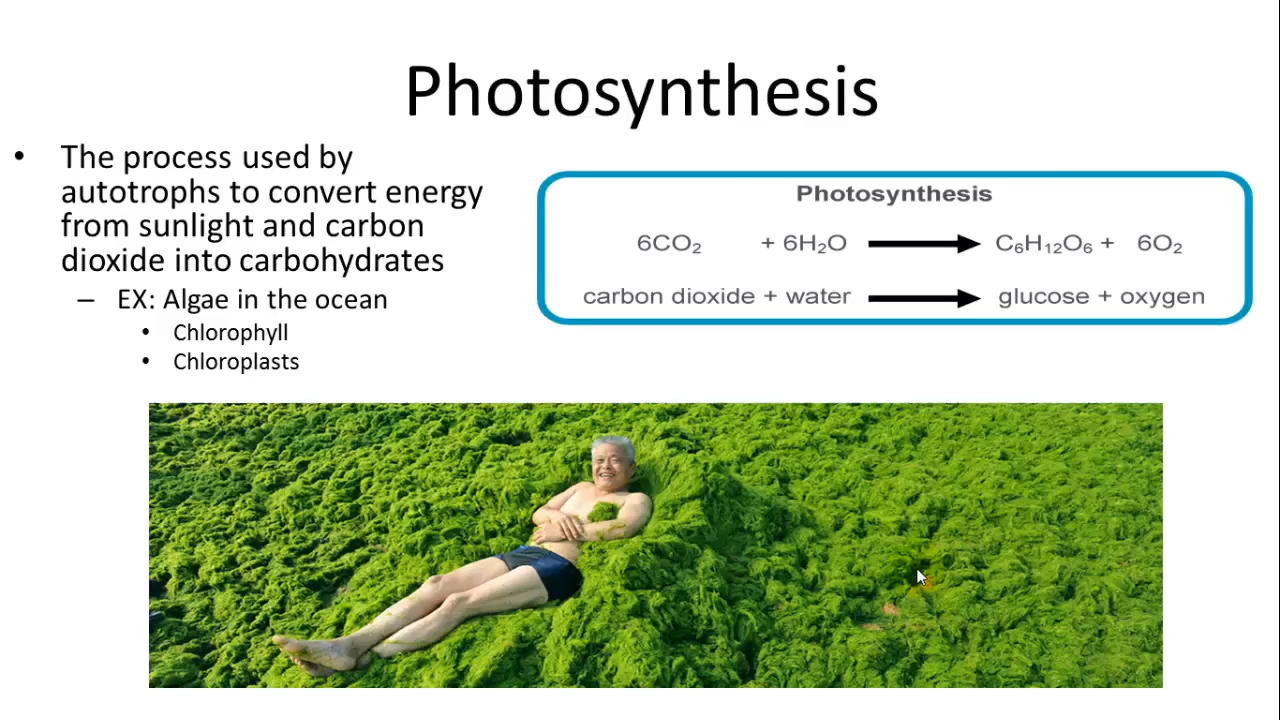 Photosynthesis
• The process used by
autotrophs to convert energy
from sunlight and carbon
dioxide into carbohydrates
– EX: Algae in the ocean
• Chlorophyll
• Chloroplasts
Photosynthesis
6CO₂ + 6H₂O → C₆H₁₂O₆ + 6O₂
carbon dioxide + water → glucose + oxygen